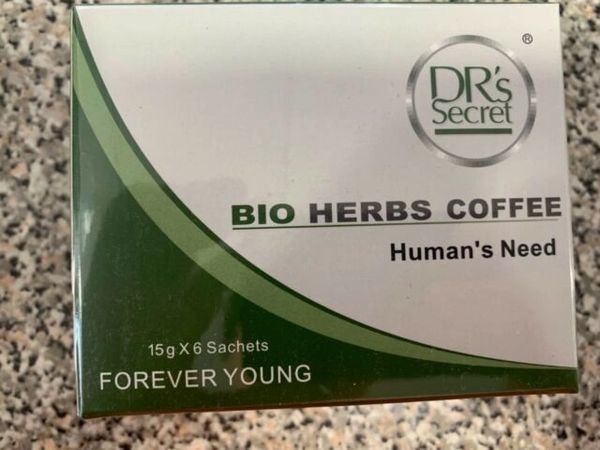 ®
DR's
Secret
BIO HERBS COFFEE
Human's Need
15g X 6 Sachets
FOREVER YOUNG